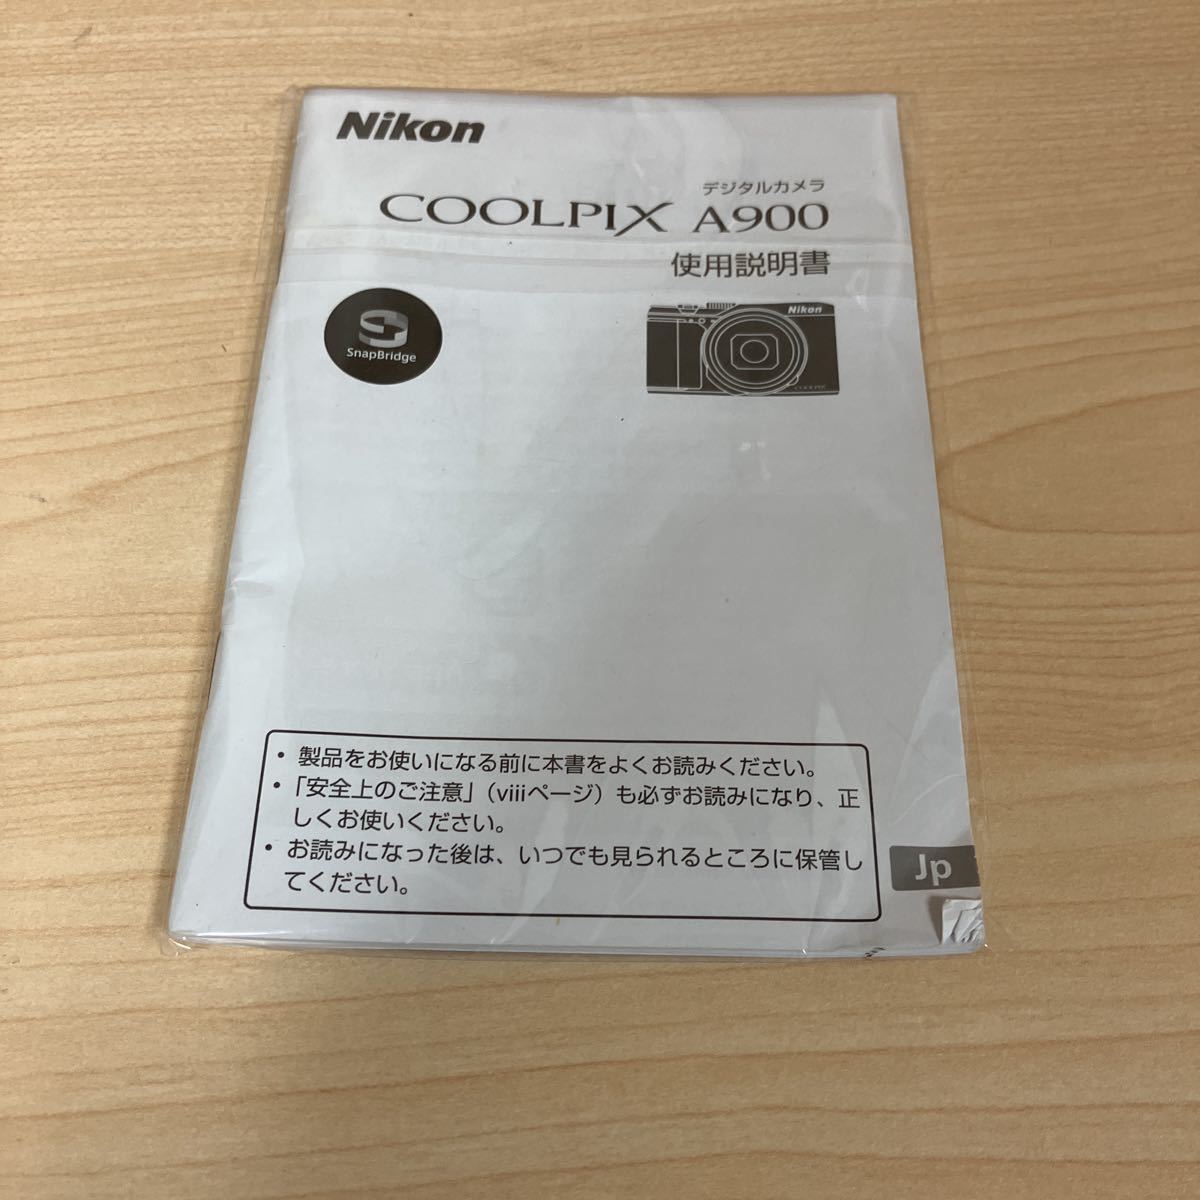 Nikon
デジタルカメラ
COOLPIX A900
使用説明書
SnapBridge
Nikon
COOLPIX
• 製品をお使いになる前に本書をよくお読みください。
• 「安全上のご注意」（viiiページ）も必ずお読みになり、正
しくお使いください。
• お読みになった後は、いつでも見られるところに保管し
てください。
Jp